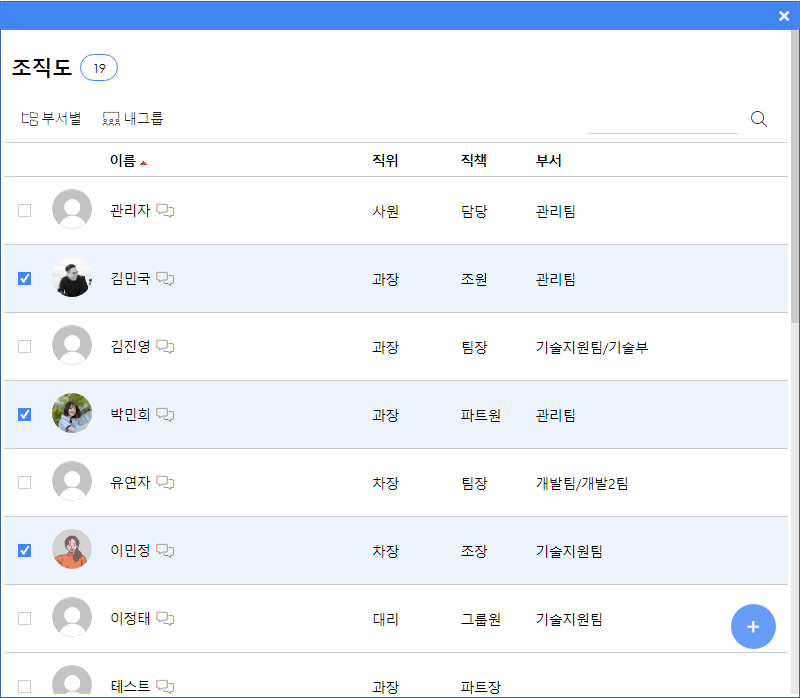 조직도 19
부서별 내그룹
이름 직위 직책 부서
관리자 사원 담당 관리팀
김민국 과장 조원 관리팀
김진영 과장 팀장 기술지원팀/기술부
박민희 과장 파트원 관리팀
유연자 차장 팀장 개발팀/개발2팀
이민정 차장 조장 기술지원팀
이정태 대리 그룹원 기술지원팀
테스트 과장 파트장